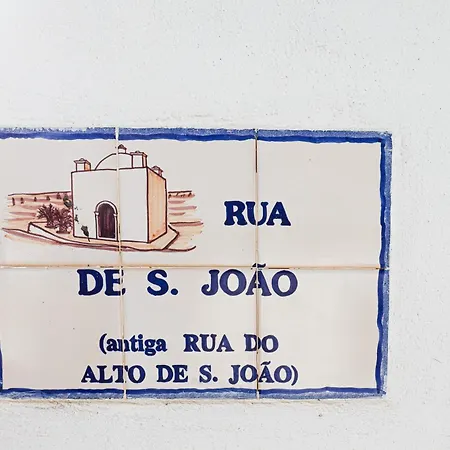 RUA
DE S. JOÃO
(antiga RUA DO
ALTO DE S. JOÃO)